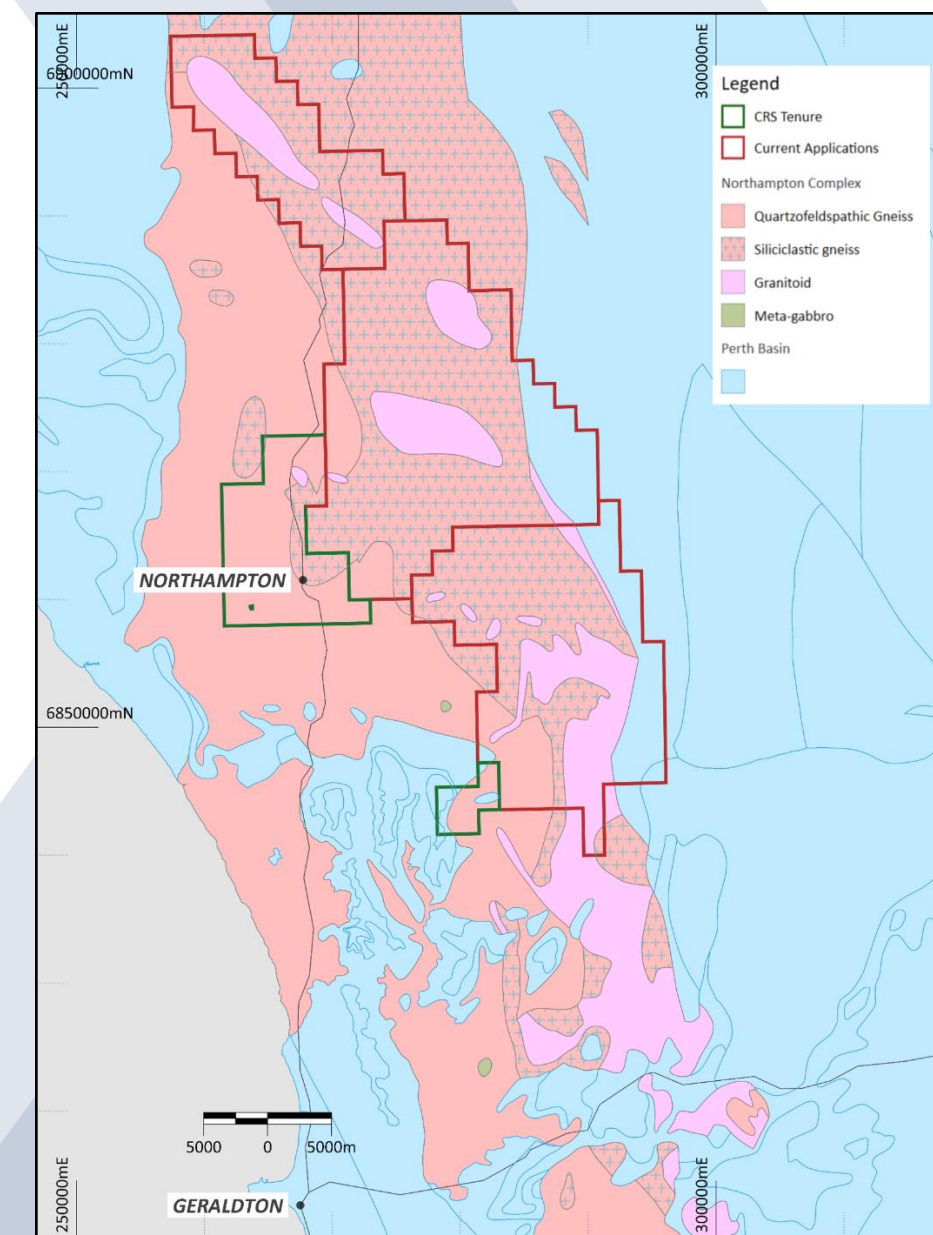 250000mE
300000mE
6900000mN
Legend
CRS Tenure
Current Applications
Northampton Complex
Quartzofeldspathic Gneiss
Siliciclastic gneiss
Granitoid
Meta-gabbro
Perth Basin
NORTHAMPTON
6850000mN
5000 0 5000m
GERALDTON
250000mE
300000mE